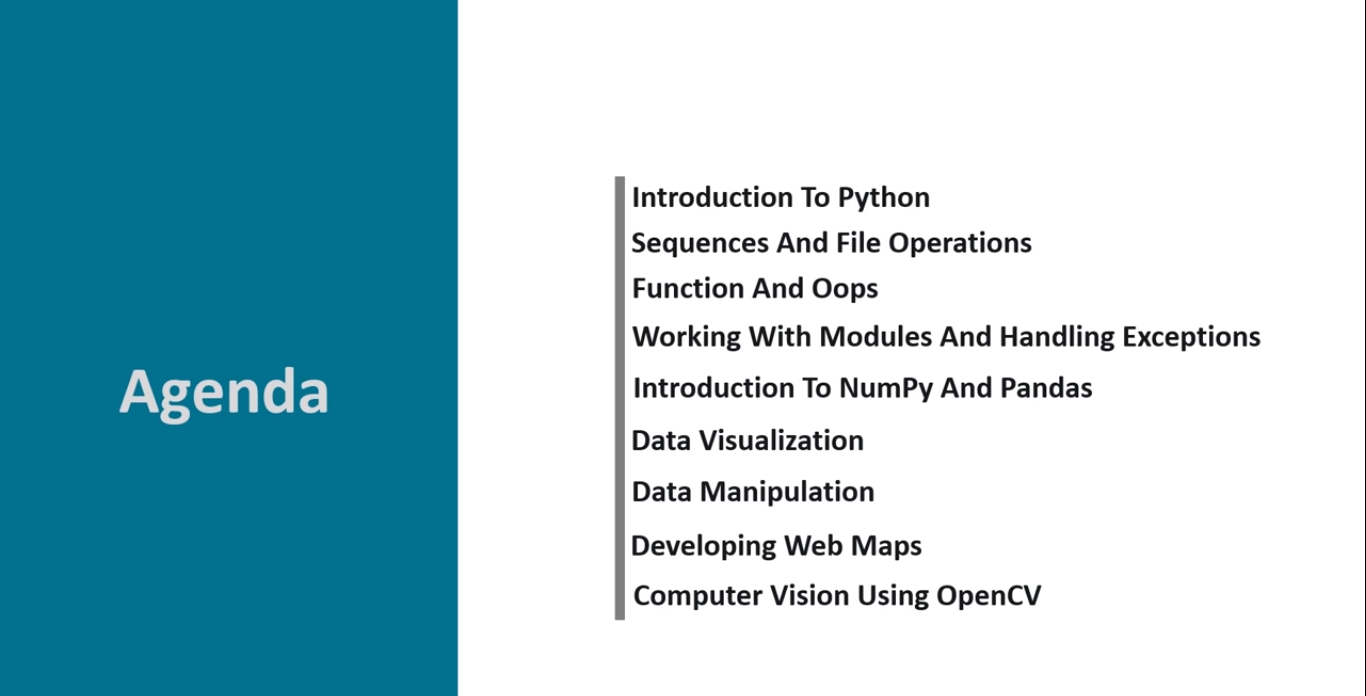 Agenda
Introduction To Python
Sequences And File Operations
Function And Oops
Working With Modules And Handling Exceptions
Introduction To NumPy And Pandas
Data Visualization
Data Manipulation
Developing Web Maps
Computer Vision Using OpenCV